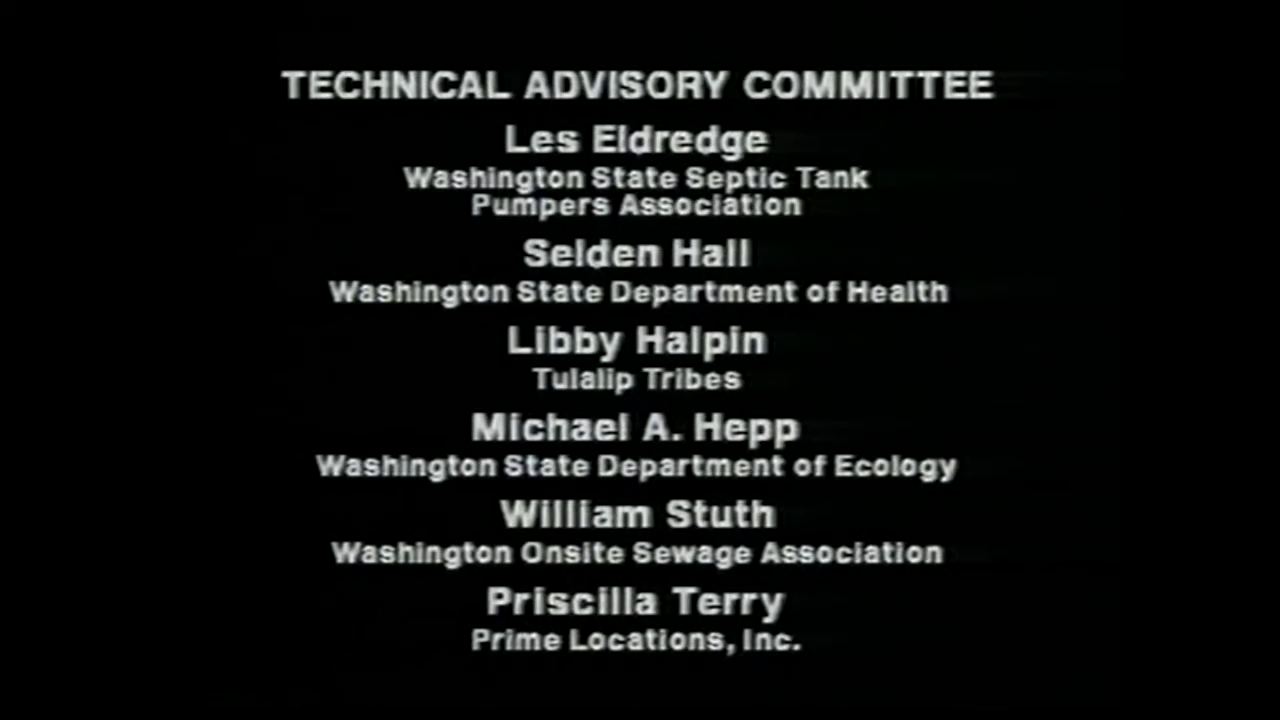 TECHNICAL ADVISORY COMMITTEE
Les Eldredge
Washington State Septic Tank
Pumpers Association
Selden Hall
Washington State Department of Health
Libby Halpin
Tulalip Tribes
Michael A. Hepp
Washington State Department of Ecology
William Stuth
Washington Onsite Sewage Association
Priscilla Terry
Prime Locations, Inc.